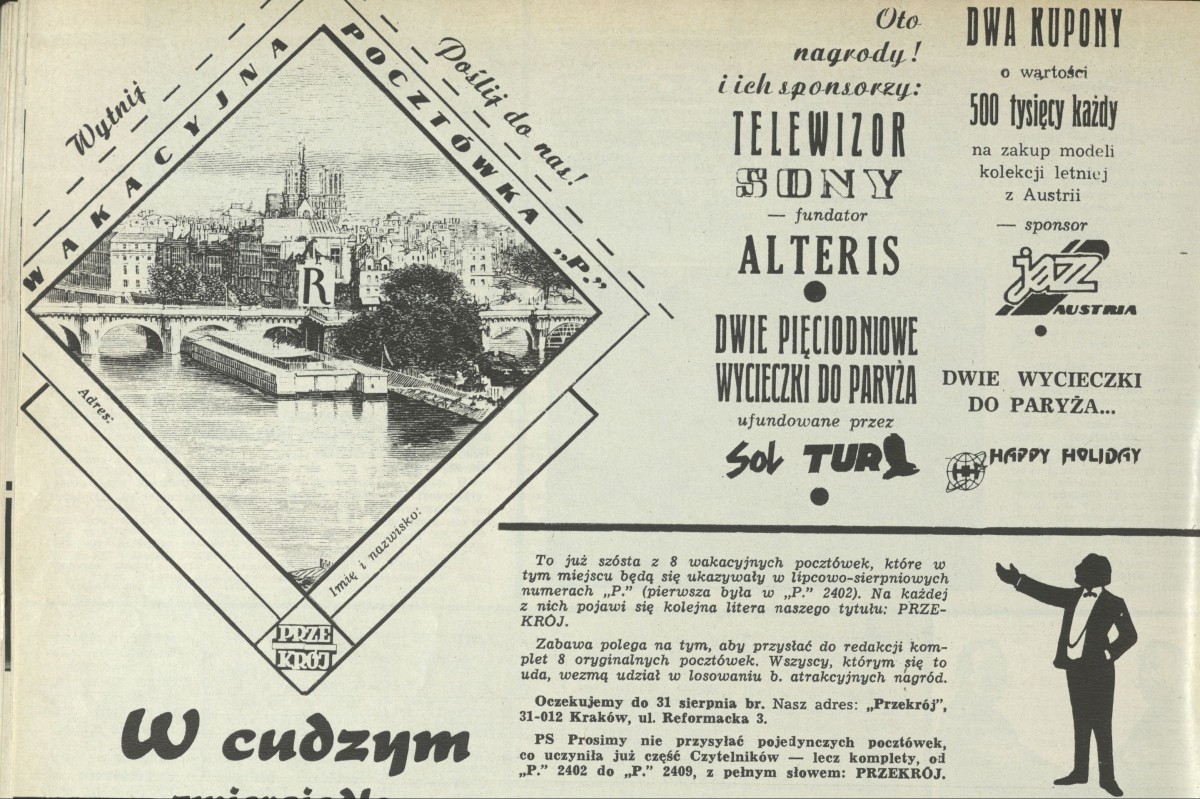 Wytnij
WAKACYJNA POCZTÓWKA „P.”
Poślij do nas!
R
Adres:
Imię i nazwisko:
PRZE
KRÓJ
Oto
nagrody!
i ich sponsorzy:
TELEWIZOR
SONY
— fundator
ALTERIS
DWIE PIĘCIODNIOWE
WYCIECZKI DO PARYŻA
ufundowane przez
Sol TUR
DWA KUPONY
o wartości
500 tysięcy każdy
na zakup modeli
kolekcji letniej
z Austrii
— sponsor
jazz
AUSTRIA
DWIE WYCIECZKI
DO PARYŻA...
HAPPY HOLIDAY
To już szósta z 8 wakacyjnych pocztówek, które w
tym miejscu będą się ukazywały w lipcowo-sierpniowych
numerach „P.” (pierwsza była w „P.” 2402). Na każdej
z nich pojawi się kolejna litera naszego tytułu: PRZE-
KRÓJ.
Zabawa polega na tym, aby przysłać do redakcji kom-
plet 8 oryginalnych pocztówek. Wszyscy, którym się to
uda, wezmą udział w losowaniu b. atrakcyjnych nagród.
Oczekujemy do 31 sierpnia br. Nasz adres: „Przekrój”,
31-012 Kraków, ul. Reformacka 3.
PS Prosimy nie przysyłać pojedynczych pocztówek,
co uczyniła już część Czytelników — lecz komplety, od
„P.” 2402 do „P.” 2409, z pełnym słowem: PRZEKRÓJ.
W cudzym